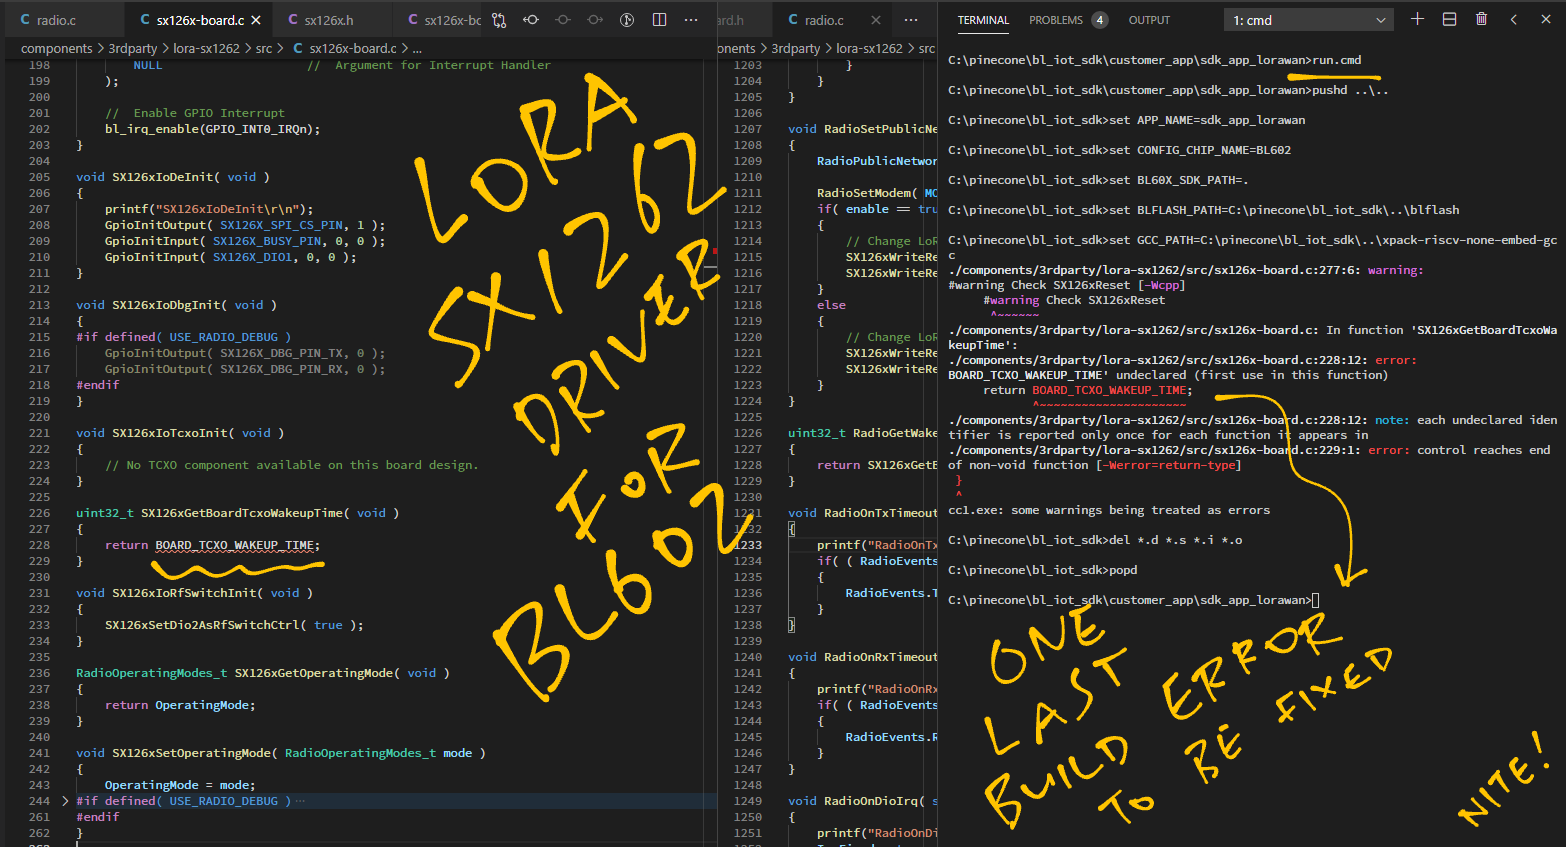 radio.c
sx126x-board.c
sx126x.h
sx126x-bo
components > 3rdparty > lora-sx1262 > src > sx126x-board.c > ...
198 NULL // Argument for Interrupt Handler
199 );
200
201 // Enable GPIO Interrupt
202 bl_irq_enable(GPIO_INT0_IRQn);
203 }
204
205 void SX126xIoDeInit( void )
206 {
207 printf("SX126xIoDeInit\r\n");
208 GpioInitOutput( SX126X_SPI_CS_PIN, 1 );
209 GpioInitInput( SX126X_BUSY_PIN, 0, 0 );
210 GpioInitInput( SX126X_DIO1, 0, 0 );
211 }
212
213 void SX126xIoDbgInit( void )
214 {
215 #if defined( USE_RADIO_DEBUG )
216 GpioInitOutput( SX126X_DBG_PIN_TX, 0 );
217 GpioInitOutput( SX126X_DBG_PIN_RX, 0 );
218 #endif
219 }
220
221 void SX126xIoTcxoInit( void )
222 {
223 // No TCXO component available on this board design.
224 }
225
226 uint32_t SX126xGetBoardTcxoWakeupTime( void )
227 {
228 return BOARD_TCXO_WAKEUP_TIME;
229 }
230
231 void SX126xIoRfSwitchInit( void )
232 {
233 SX126xSetDio2AsRfSwitchCtrl( true );
234 }
235
236 RadioOperatingModes_t SX126xGetOperatingMode( void )
237 {
238 return OperatingMode;
239 }
240
241 void SX126xSetOperatingMode( RadioOperatingModes_t mode )
242 {
243 OperatingMode = mode;
244 > #if defined( USE_RADIO_DEBUG ) ...
261 #endif
262 }
LORA
SX1262
DRIVER
FOR
BL602
ard.h
radio.c
...
onents > 3rdparty > lora-sx1262 > src
1203 }
1204 }
1205 }
1206
1207 void RadioSetPublicNe
1208 {
1209 RadioPublicNetwor
1210
1211 RadioSetModem( MO
1212 if( enable == tru
1213 {
1214 // Change LoR
1215 SX126xWriteRe
1216 SX126xWriteRe
1217 }
1218 else
1219 {
1220 // Change LoR
1221 SX126xWriteRe
1222 SX126xWriteRe
1223 }
1224 }
1225
1226 uint32_t RadioGetWake
1227 {
1228 return SX126xGetB
1229 }
1230
1231 void RadioOnTxTimeout
1232 {
1233 printf("RadioOnTx
1234 if( ( RadioEvents
1235 {
1236 RadioEvents.T
1237 }
1238 }
1239
1240 void RadioOnRxTimeout
1241 {
1242 printf("RadioOnRx
1243 if( ( RadioEvents
1244 {
1245 RadioEvents.R
1246 }
1247 }
1248
1249 void RadioOnDioIrq( 
1250 {
1251 printf("RadioOnDi
TERMINAL PROBLEMS 4 OUTPUT 1: cmd
C:\pinecone\bl_iot_sdk\customer_app\sdk_app_lorawan>run.cmd
C:\pinecone\bl_iot_sdk\customer_app\sdk_app_lorawan>pushd ..\..
C:\pinecone\bl_iot_sdk>set APP_NAME=sdk_app_lorawan
C:\pinecone\bl_iot_sdk>set CONFIG_CHIP_NAME=BL602
C:\pinecone\bl_iot_sdk>set BL60X_SDK_PATH=.
C:\pinecone\bl_iot_sdk>set BLFLASH_PATH=C:\pinecone\bl_iot_sdk\..\blflash
C:\pinecone\bl_iot_sdk>set GCC_PATH=C:\pinecone\bl_iot_sdk\..\xpack-riscv-none-embed-gc
c
./components/3rdparty/lora-sx1262/src/sx126x-board.c:277:6: warning:
#warning Check SX126xReset [-Wcpp]
#warning Check SX126xReset
^~~~~~~
./components/3rdparty/lora-sx1262/src/sx126x-board.c: In function 'SX126xGetBoardTcxoWa
keupTime':
./components/3rdparty/lora-sx1262/src/sx126x-board.c:228:12: error:
BOARD_TCXO_WAKEUP_TIME' undeclared (first use in this function)
return BOARD_TCXO_WAKEUP_TIME;
^~~~~~~~~~~~~~~~~~~~~~
./components/3rdparty/lora-sx1262/src/sx126x-board.c:228:12: note: each undeclared iden
tifier is reported only once for each function it appears in
./components/3rdparty/lora-sx1262/src/sx126x-board.c:229:1: error: control reaches end
of non-void function [-Werror=return-type]
}
^
cc1.exe: some warnings being treated as errors
C:\pinecone\bl_iot_sdk>del *.d *.s *.i *.o
C:\pinecone\bl_iot_sdk>popd
C:\pinecone\bl_iot_sdk\customer_app\sdk_app_lorawan>
ONE
LAST
BUILD
ERROR
TO
BE
FIXED
NITE!